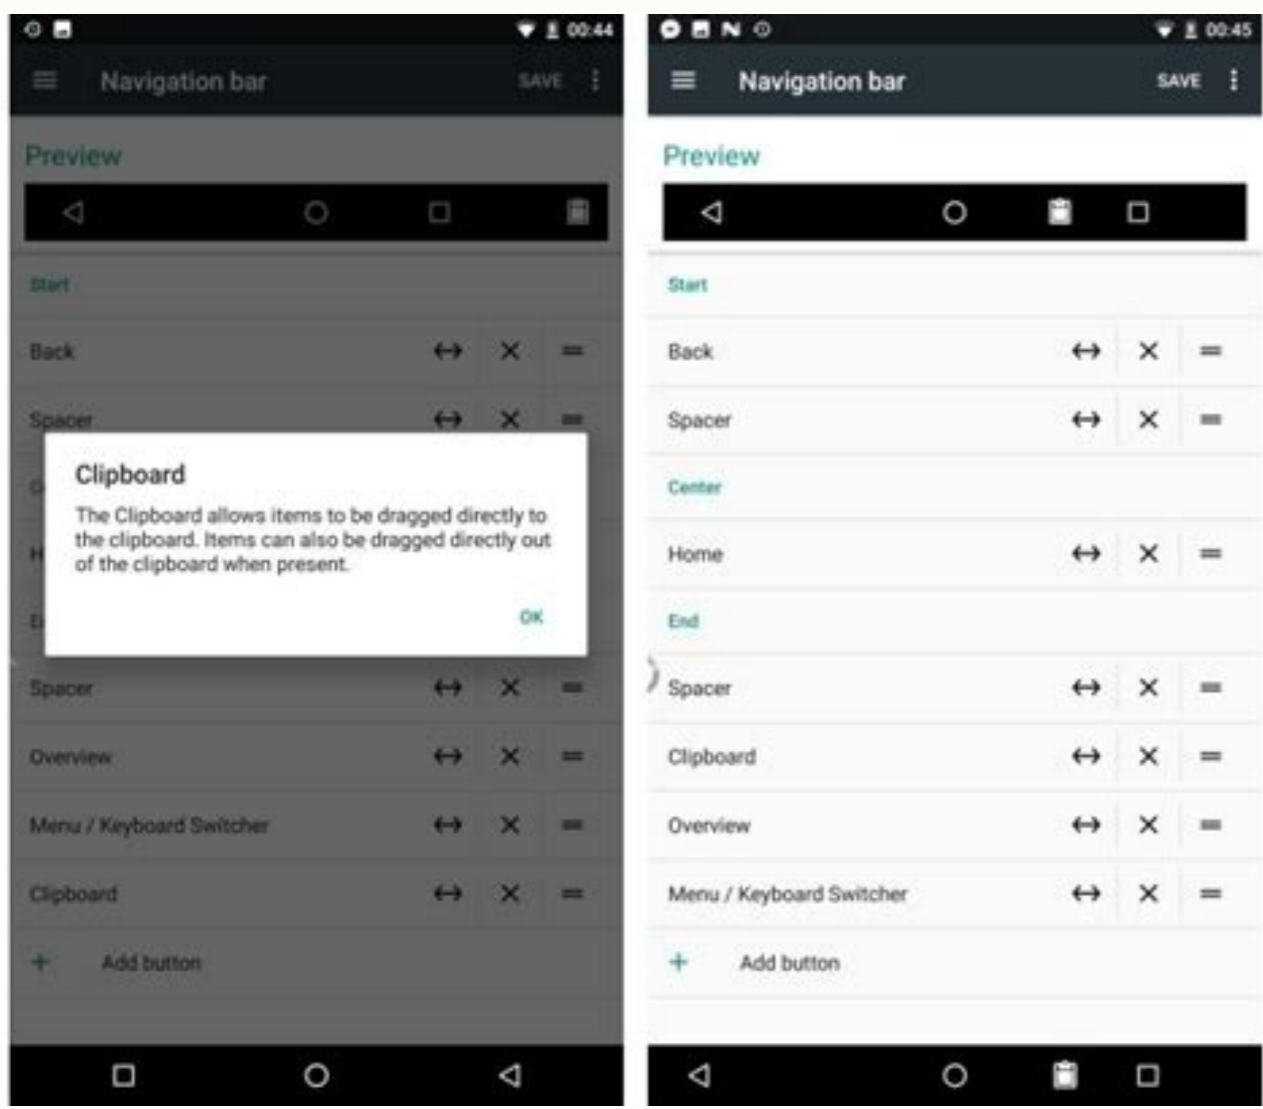 00:44
Navigation bar
SAVE
Preview
Start
Back
Spacer
Clipboard
The Clipboard allows items to be dragged directly to
the clipboard. Items can also be dragged directly out
of the clipboard when present.
OK
Spacer
Overview
Menu / Keyboard Switcher
Clipboard
+ Add button
00:45
Navigation bar
SAVE
Preview
Start
Back
Spacer
Center
Home
End
Spacer
Clipboard
Overview
Menu / Keyboard Switcher
+ Add button